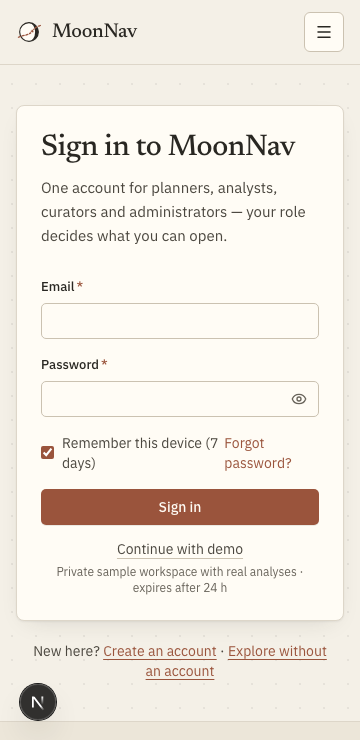 MoonNav
Sign in to MoonNav
One account for planners, analysts,
curators and administrators — your role
decides what you can open.
Email *
Password *
Remember this device (7 days)
Forgot password?
Sign in
Continue with demo
Private sample workspace with real analyses ·
expires after 24 h
New here? Create an account · Explore without
an account
N